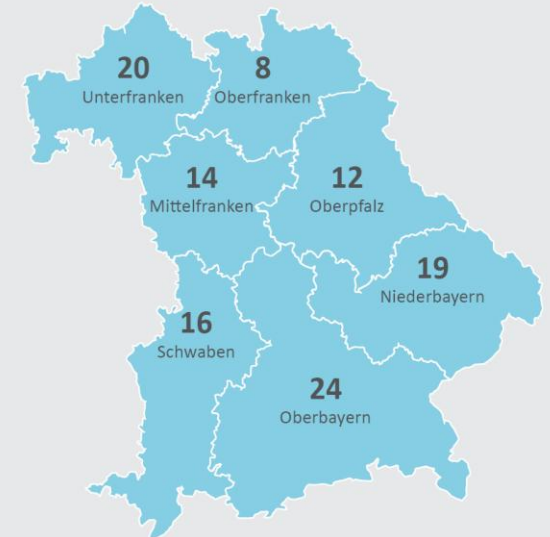 20
Unterfranken
8
Oberfranken
14
Mittelfranken
12
Oberpfalz
19
Niederbayern
16
Schwaben
24
Oberbayern